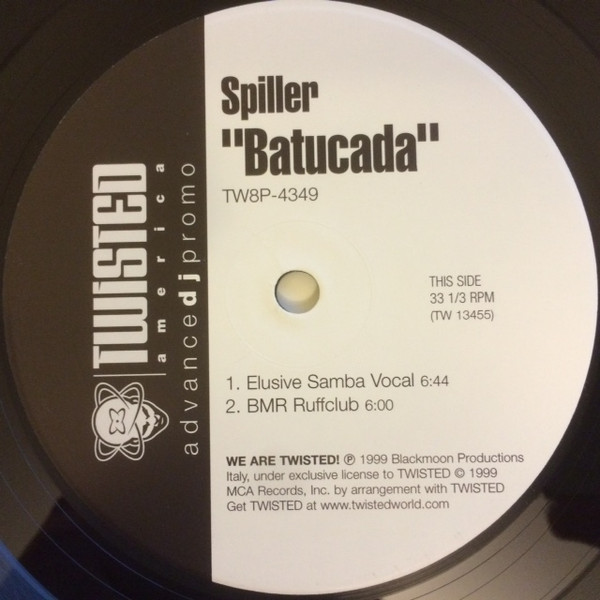 Spiller
"Batucada"
TW8P-4349
TWISTED
america
advancedjpromo
THIS SIDE
33 1/3 RPM
(TW 13455)
1. Elusive Samba Vocal 6:44
2. BMR Ruffclub 6:00
WE ARE TWISTED! ℗ 1999 Blackmoon Productions
Italy, under exclusive license to TWISTED © 1999
MCA Records, Inc. by arrangement with TWISTED
Get TWISTED at www.twistedworld.com